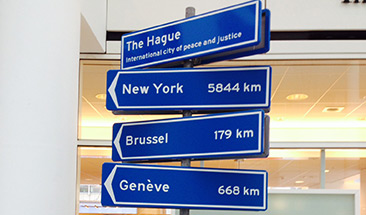 The Hague
International city of peace and justice
New York 5844 km
Brussel 179 km
Genève 668 km